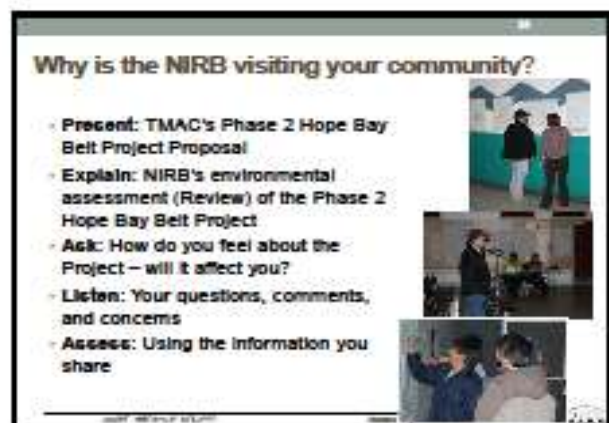 Why is the NIRB visiting your community?
- Present: TMAC's Phase 2 Hope Bay
Belt Project Proposal
- Explain: NIRB's environmental
assessment (Review) of the Phase 2
Hope Bay Belt Project
- Ask: How do you feel about the
Project – will it affect you?
- Listen: Your questions, comments,
and concerns
- Assess: Using the information you
share